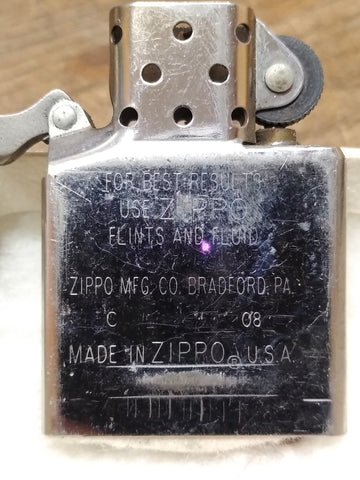 FOR BEST RESULTS
USE ZIPPO
FLINTS AND FLUID
ZIPPO MFG. CO. BRADFORD, PA.
C 08
MADE IN ZIPPO® U.S.A.